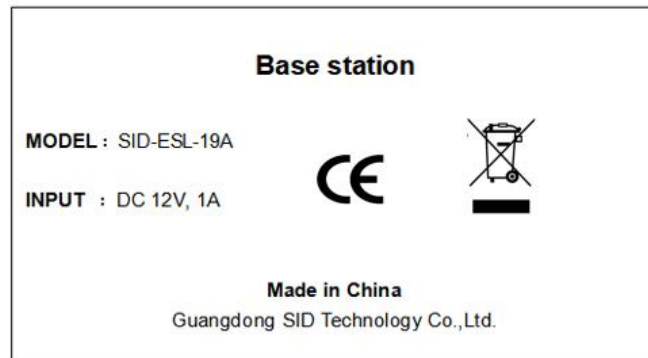 Base station
MODEL : SID-ESL-19A
CE
INPUT : DC 12V, 1A
Made in China
Guangdong SID Technology Co.,Ltd.